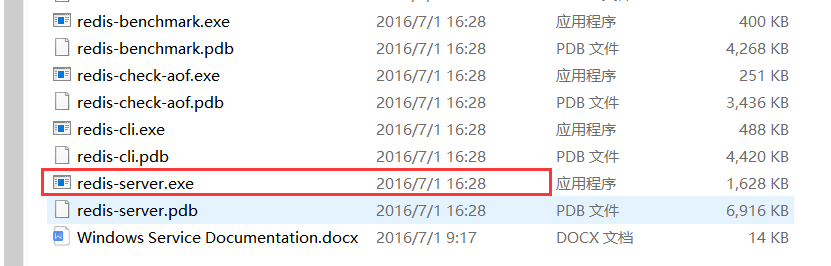 redis-benchmark.exe 2016/7/1 16:28 应用程序 400 KB
redis-benchmark.pdb 2016/7/1 16:28 PDB 文件 4,268 KB
redis-check-aof.exe 2016/7/1 16:28 应用程序 251 KB
redis-check-aof.pdb 2016/7/1 16:28 PDB 文件 3,436 KB
redis-cli.exe 2016/7/1 16:28 应用程序 488 KB
redis-cli.pdb 2016/7/1 16:28 PDB 文件 4,420 KB
redis-server.exe 2016/7/1 16:28 应用程序 1,628 KB
redis-server.pdb 2016/7/1 16:28 PDB 文件 6,916 KB
Windows Service Documentation.docx 2016/7/1 9:17 DOCX 文档 14 KB